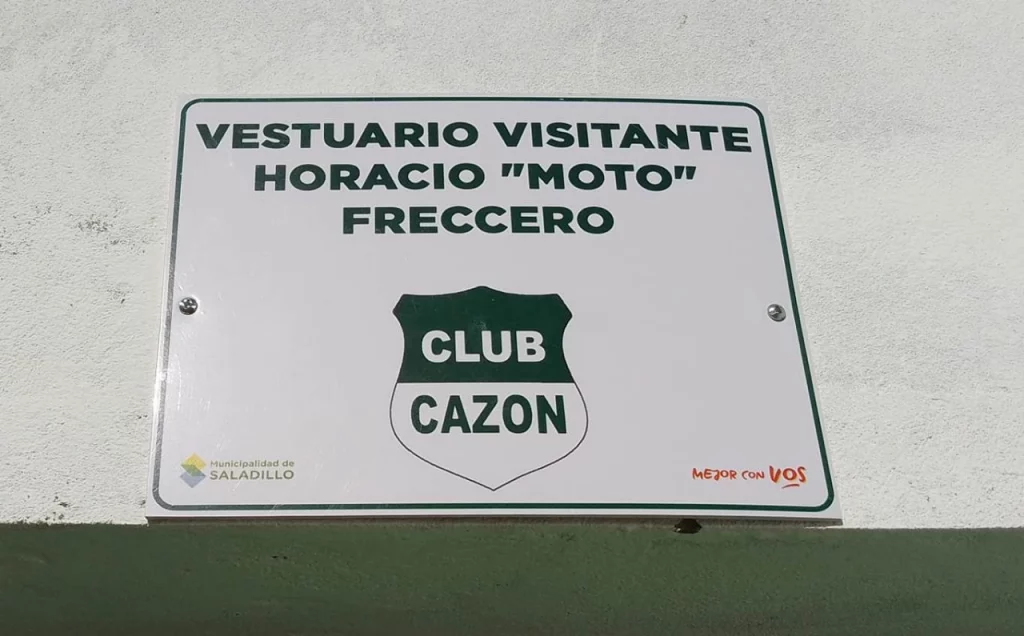 VESTUARIO VISITANTE
HORACIO "MOTO"
FRECCERO
CLUB
CAZON
Municipalidad de
SALADILLO
MEJOR CON VOS